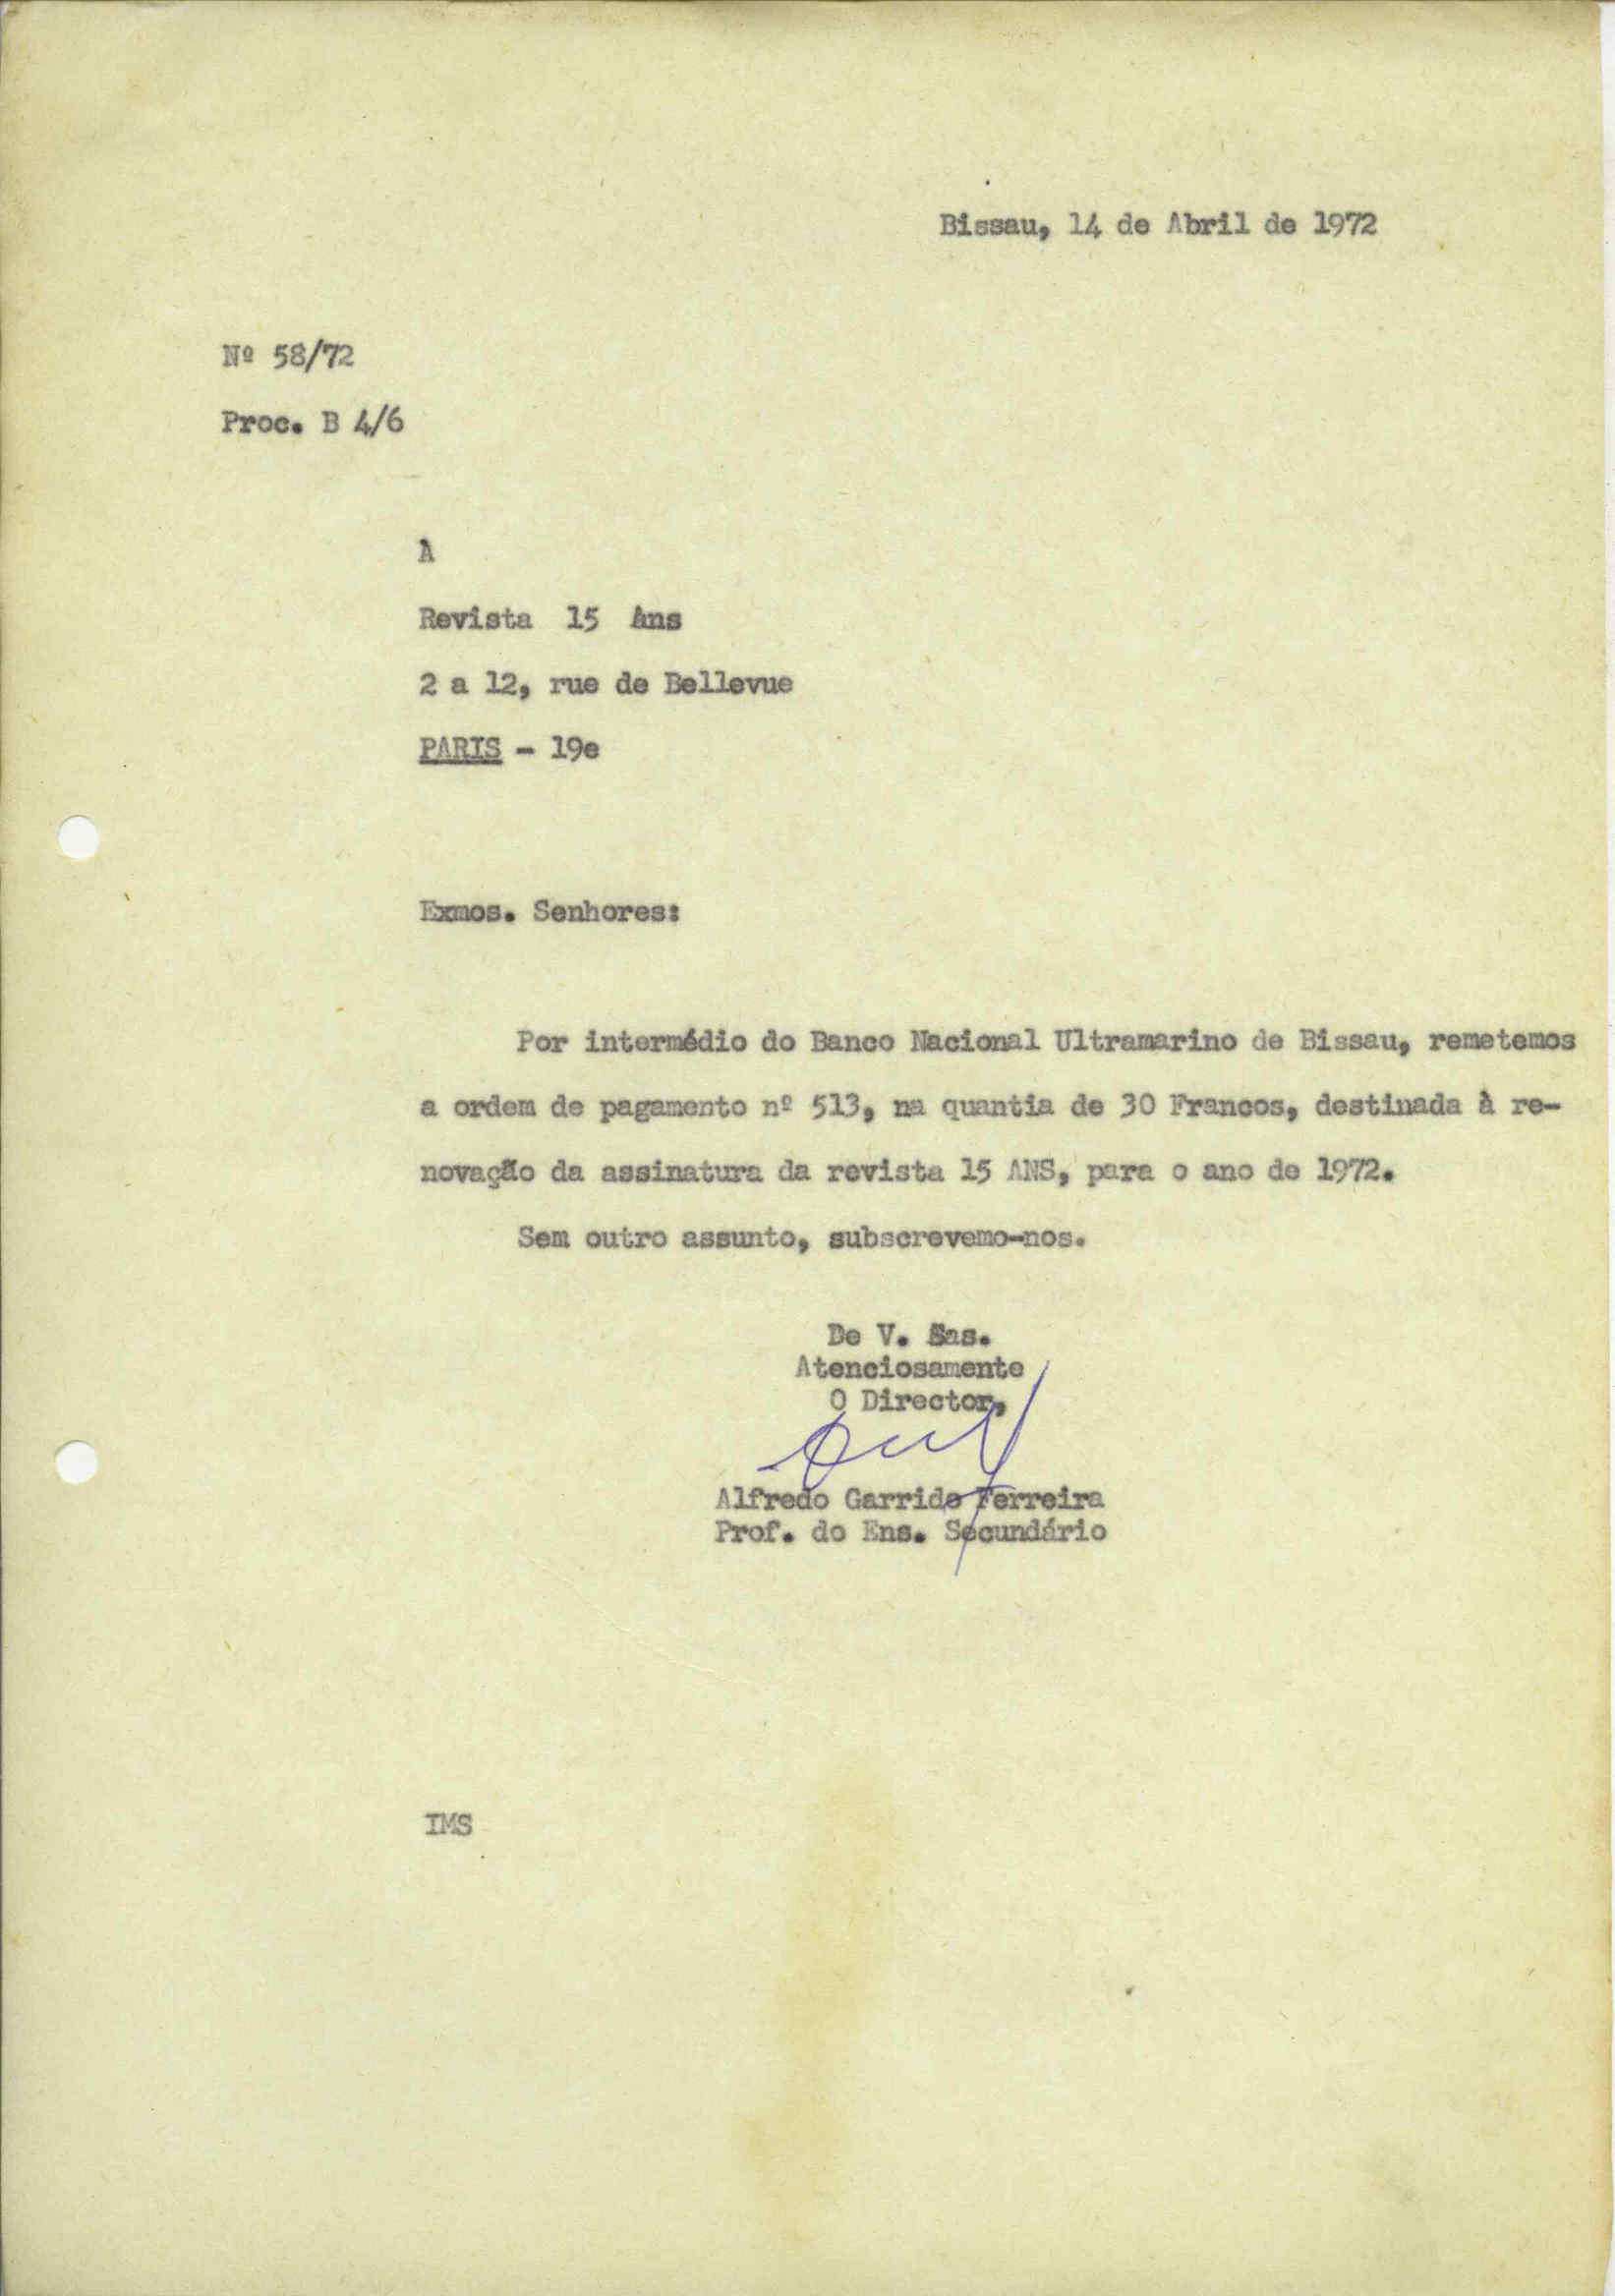 Bissau, 14 de Abril de 1972
Nº 58/72
Proc. B 4/6
A
Revista 15 Ans
2 a 12, rue de Bellevue
PARIS - 19e
Exmos. Senhores:
Por intermédio do Banco Nacional Ultramarino de Bissau, remetemos
a ordem de pagamento nº 513, na quantia de 30 Francos, destinada à re-
novação da assinatura da revista 15 ANS, para o ano de 1972.
Sem outro assunto, subscrevemo-nos.
De V. Sas.
Atenciosamente
O Director,
Alfredo Garrido Ferreira
Prof. do Ens. Secundário
IMS